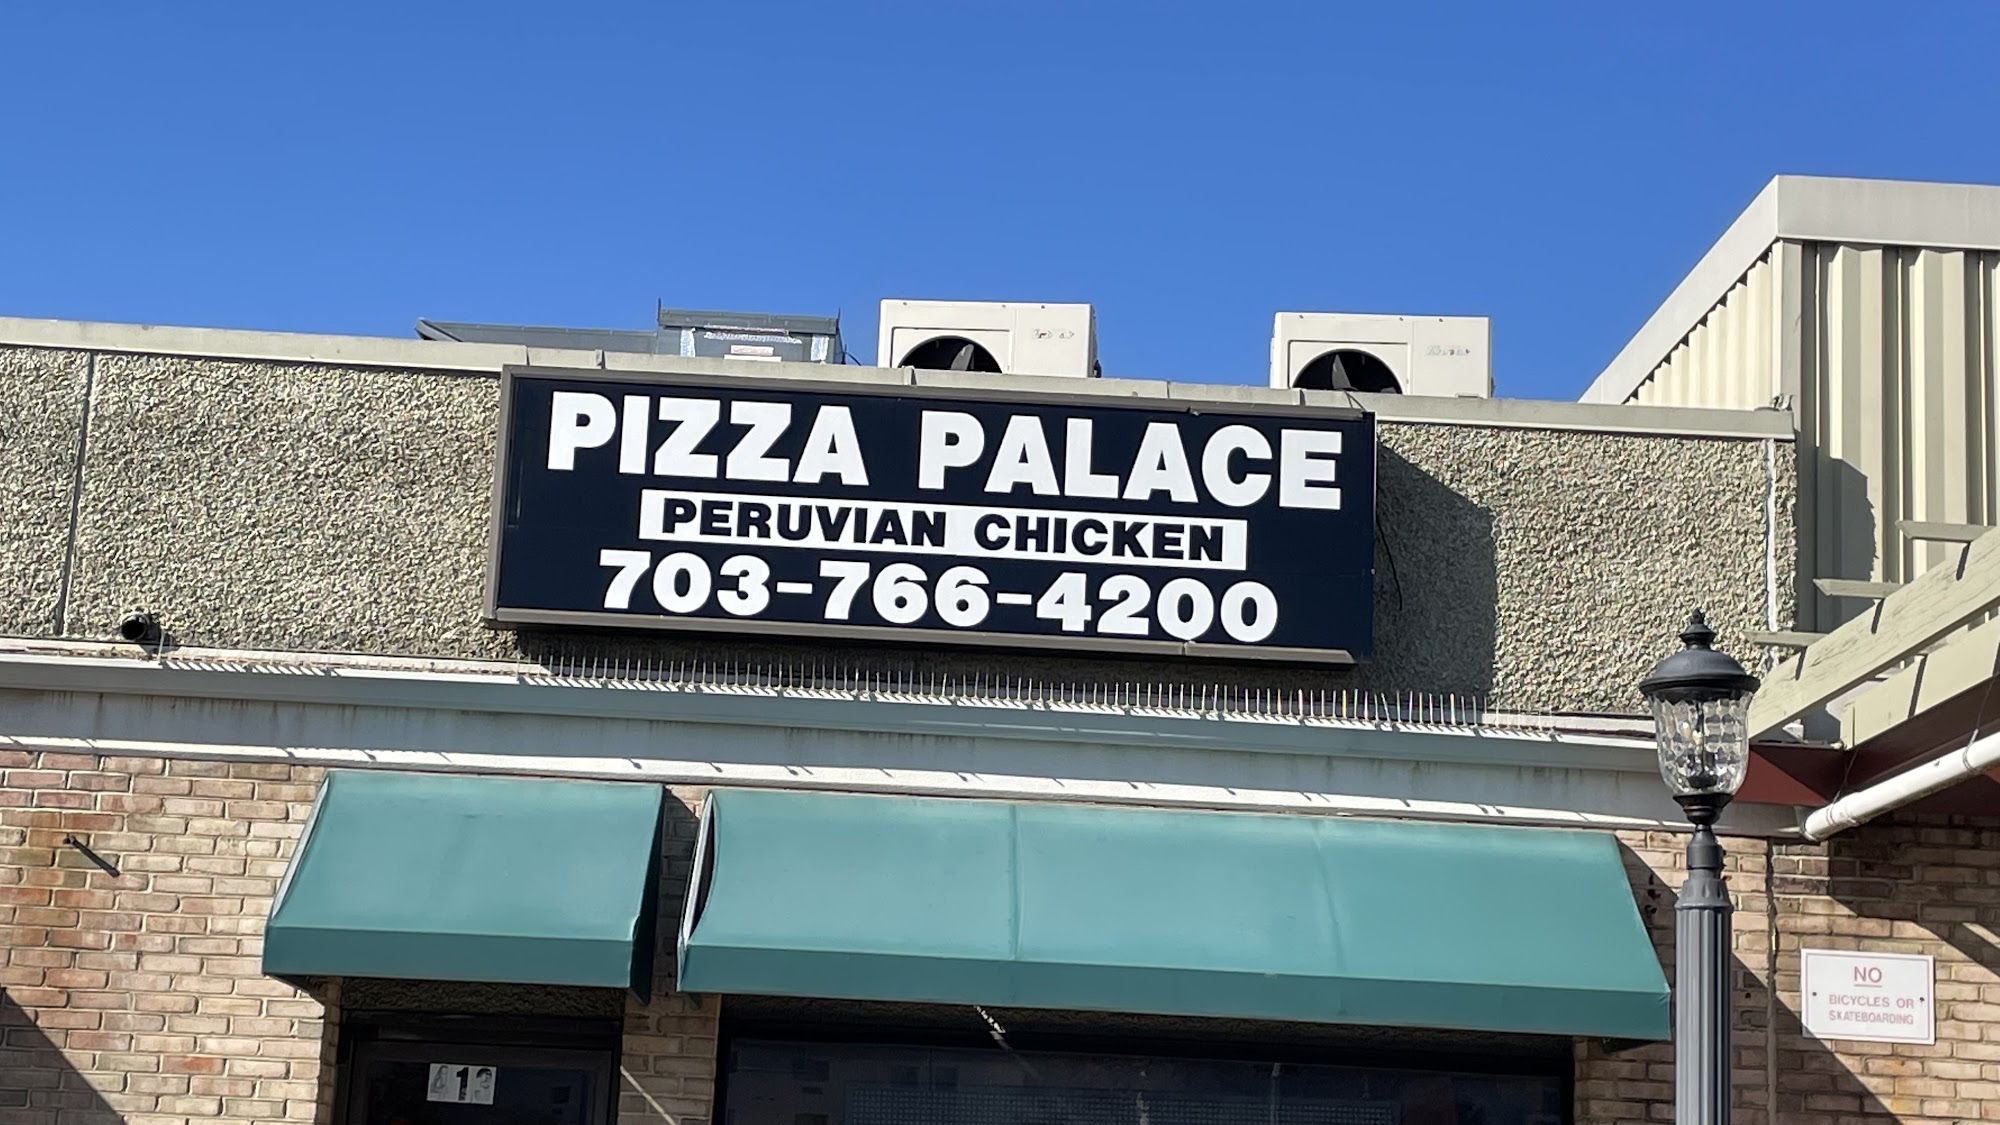 PIZZA PALACE
PERUVIAN CHICKEN
703-766-4200
NO
BICYCLES OR
SKATEBOARDING